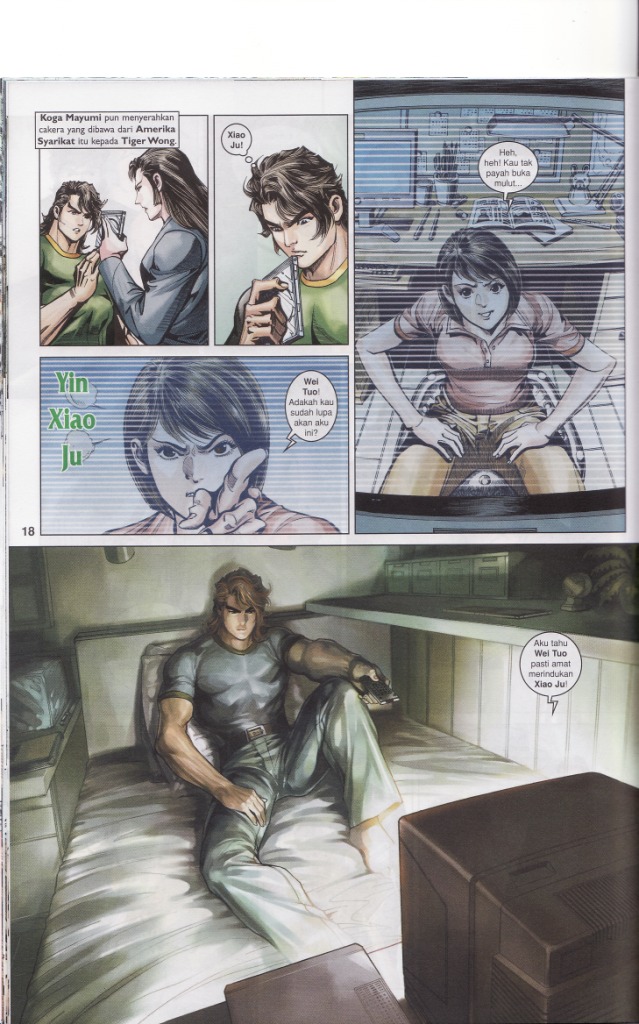 Koga Mayumi pun menyerahkan
cakera yang dibawa dari Amerika
Syarikat itu kepada Tiger Wong.
Xiao
Ju!
Heh,
heh! Kau tak
payah buka
mulut...
Yin
Xiao
Ju
Wei
Tuo!
Adakah kau
sudah lupa
akan aku
ini?
18
Aku tahu
Wei Tuo
pasti amat
merindukan
Xiao Ju!